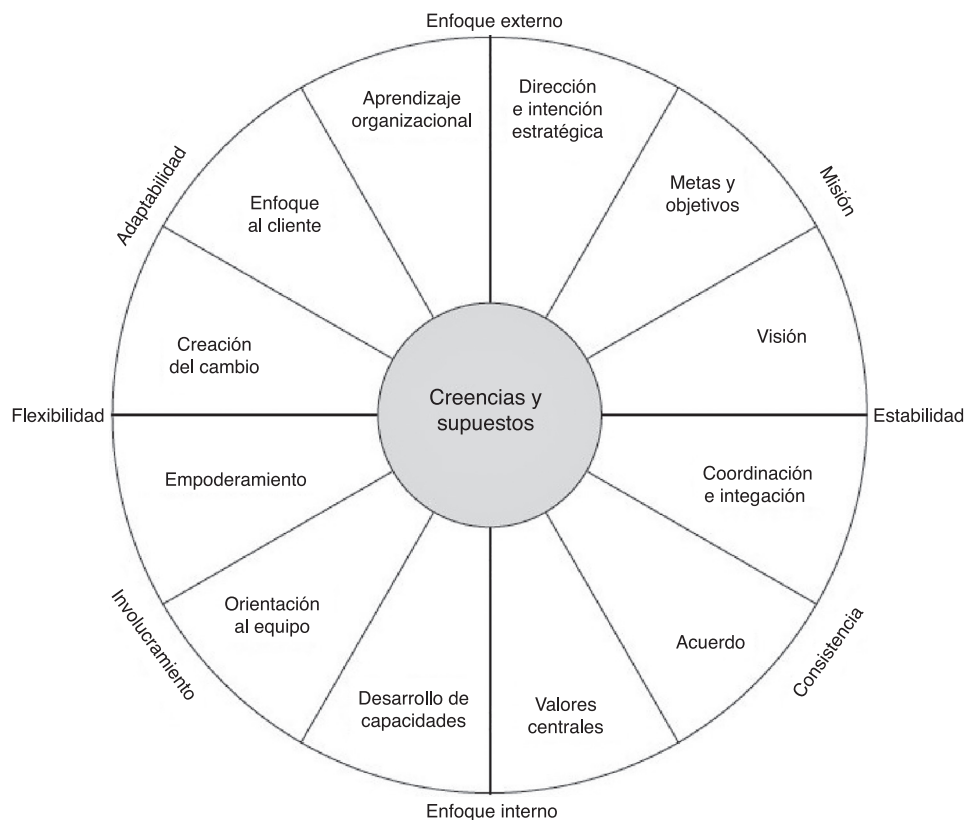 Enfoque externo
Aprendizaje
organizacional
Dirección
e intención
estratégica
Adaptabilidad
Enfoque
al cliente
Metas y
objetivos
Misión
Creación
del cambio
Visión
Creencias y
supuestos
Flexibilidad
Estabilidad
Empoderamiento
Coordinación
e integación
Involucramiento
Orientación
al equipo
Acuerdo
Consistencia
Desarrollo de
capacidades
Valores
centrales
Enfoque interno